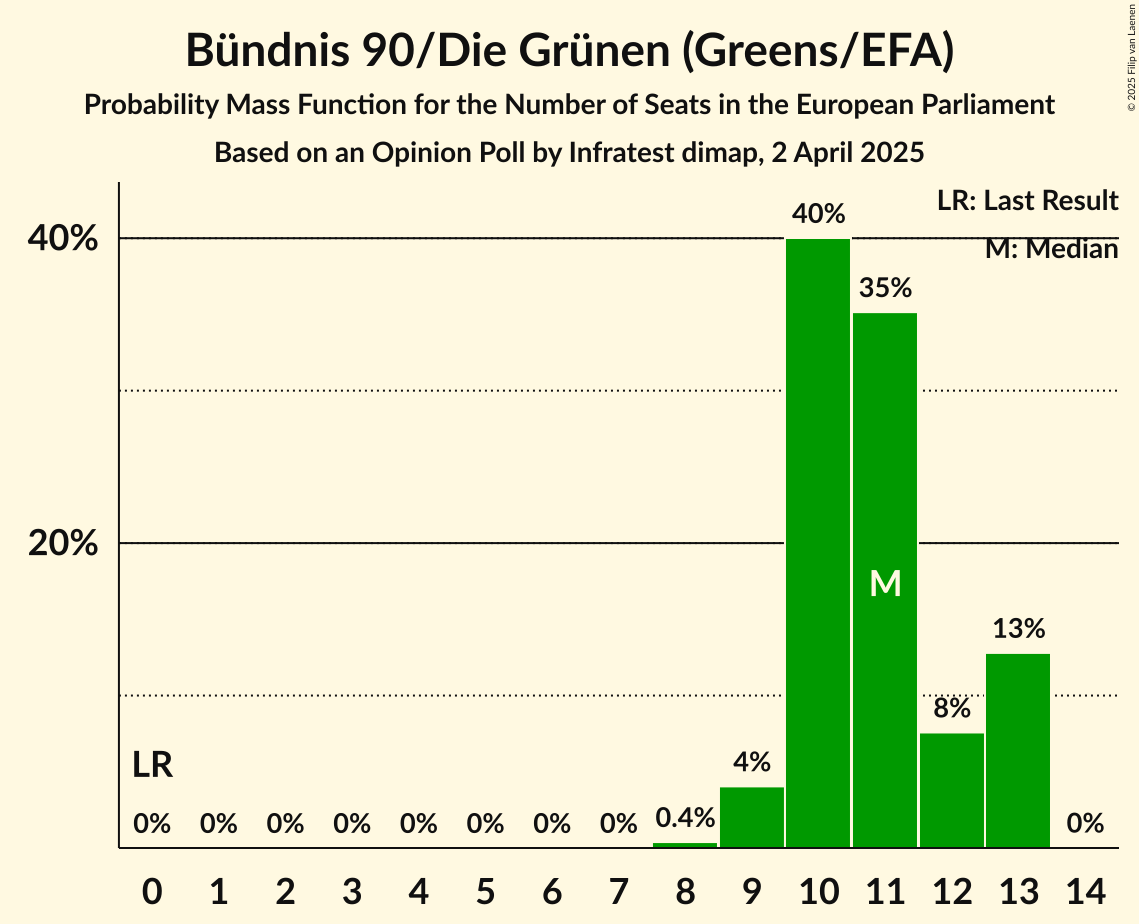 Bündnis 90/Die Grünen (Greens/EFA)
Probability Mass Function for the Number of Seats in the European Parliament
Based on an Opinion Poll by Infratest dimap, 2 April 2025
© 2025 Filip van Laenen
LR: Last Result
M: Median
40%
20%
40%
35%
M
13%
8%
4%
LR
0% 0% 0% 0% 0% 0% 0% 0% 0.4% 0%
0 1 2 3 4 5 6 7 8 9 10 11 12 13 14